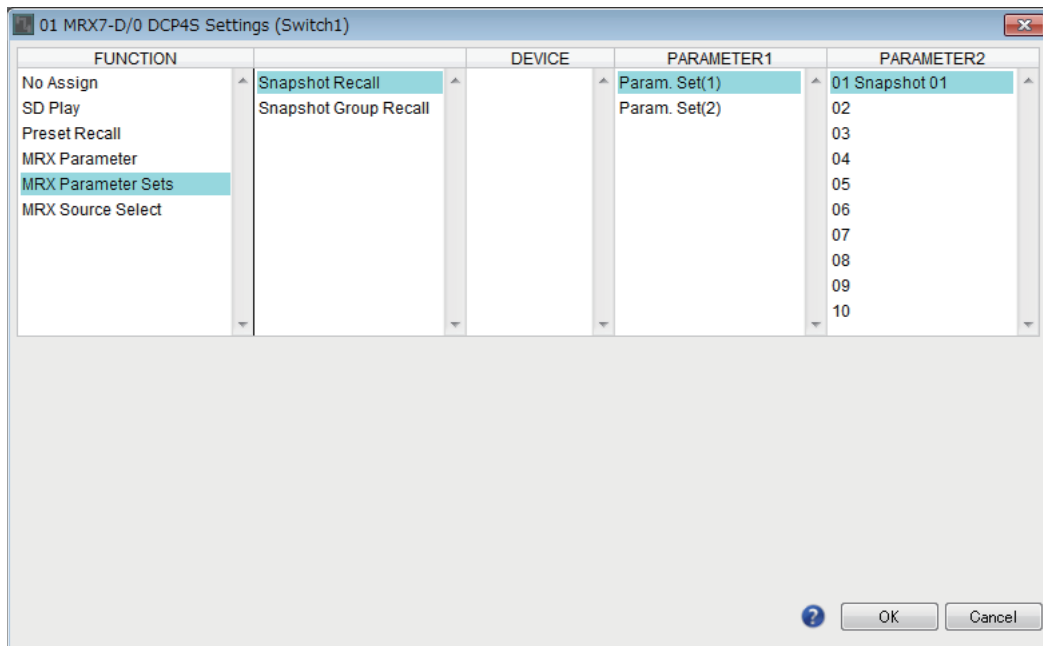 01 MRX7-D/0 DCP4S Settings (Switch1)
FUNCTION DEVICE PARAMETER1 PARAMETER2
No Assign Snapshot Recall Param. Set(1) 01 Snapshot 01
SD Play Snapshot Group Recall Param. Set(2) 02
Preset Recall 03
MRX Parameter 04
MRX Parameter Sets 05
MRX Source Select 06
07
08
09
10
? OK Cancel